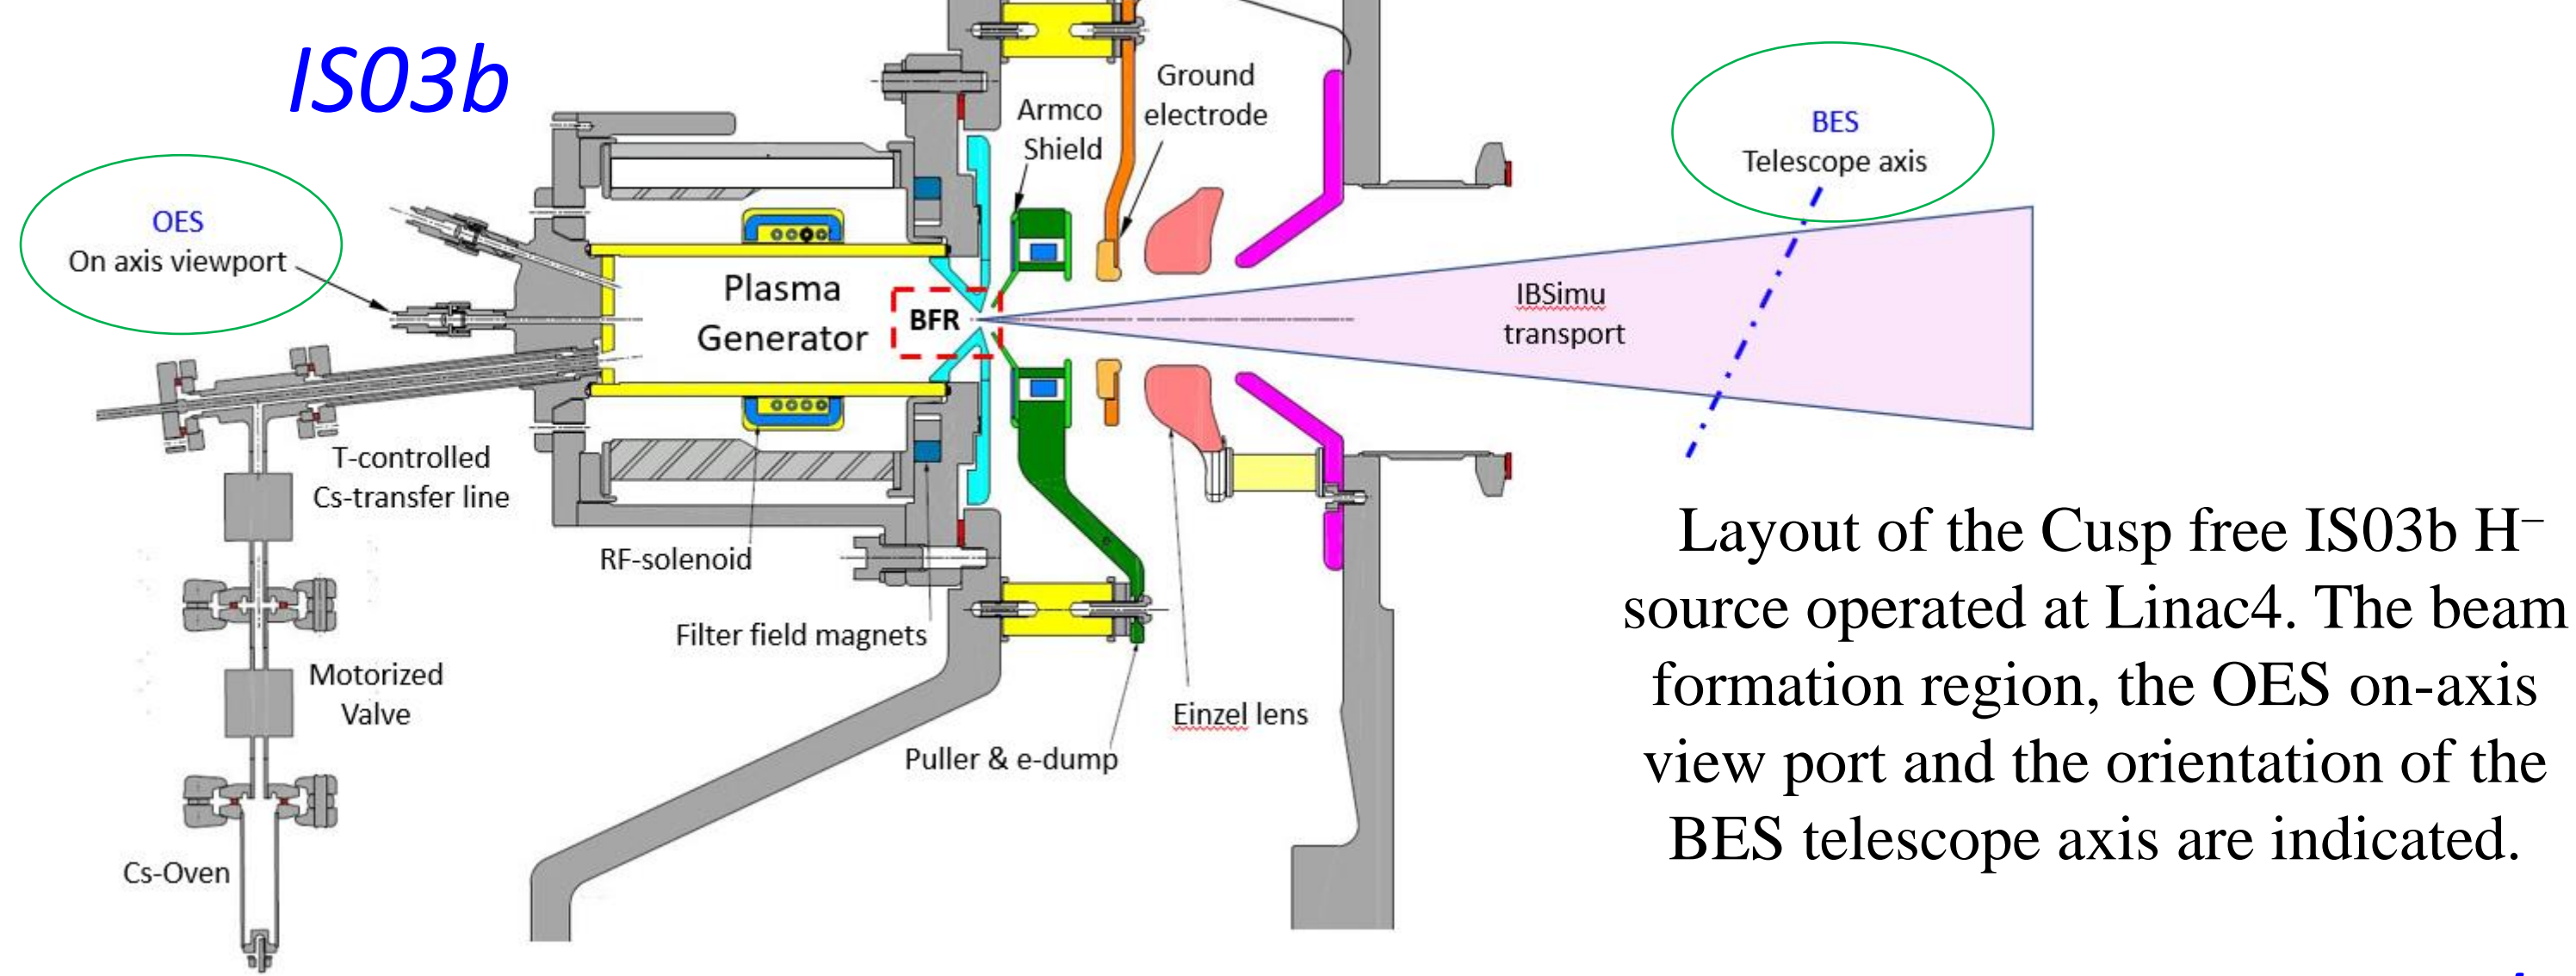 IS03b
Ground
electrode
Armco
Shield
BES
Telescope axis
OES
On axis viewport
Plasma
Generator
BFR
IBSimu
transport
T-controlled
Cs-transfer line
RF-solenoid
Filter field magnets
Motorized
Valve
Einzel lens
Puller & e-dump
Cs-Oven
Layout of the Cusp free IS03b H⁻
source operated at Linac4. The beam
formation region, the OES on-axis
view port and the orientation of the
BES telescope axis are indicated.